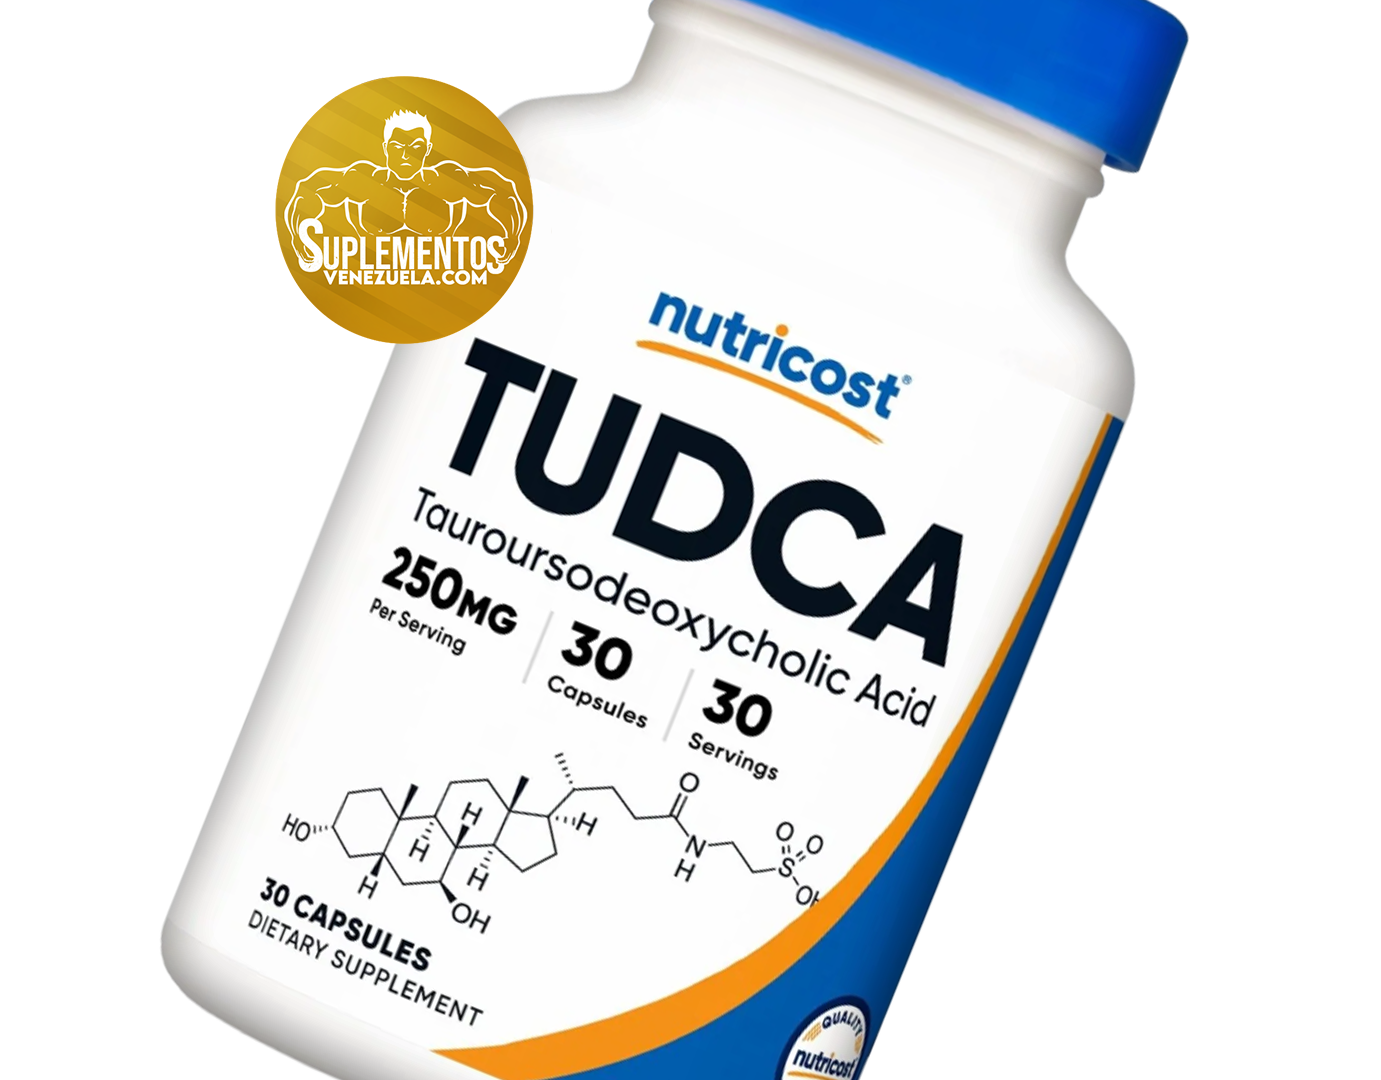 SUPLEMENTOS
VENEZUELA.COM
nutricost®
TUDCA
Tauroursodeoxycholic Acid
250MG
Per Serving
30
Capsules
30
Servings
O
HO
H
H
H
H
H
OH
N
H
O
O
S
OH
30 CAPSULES
DIETARY SUPPLEMENT
QUALITY
nutricost